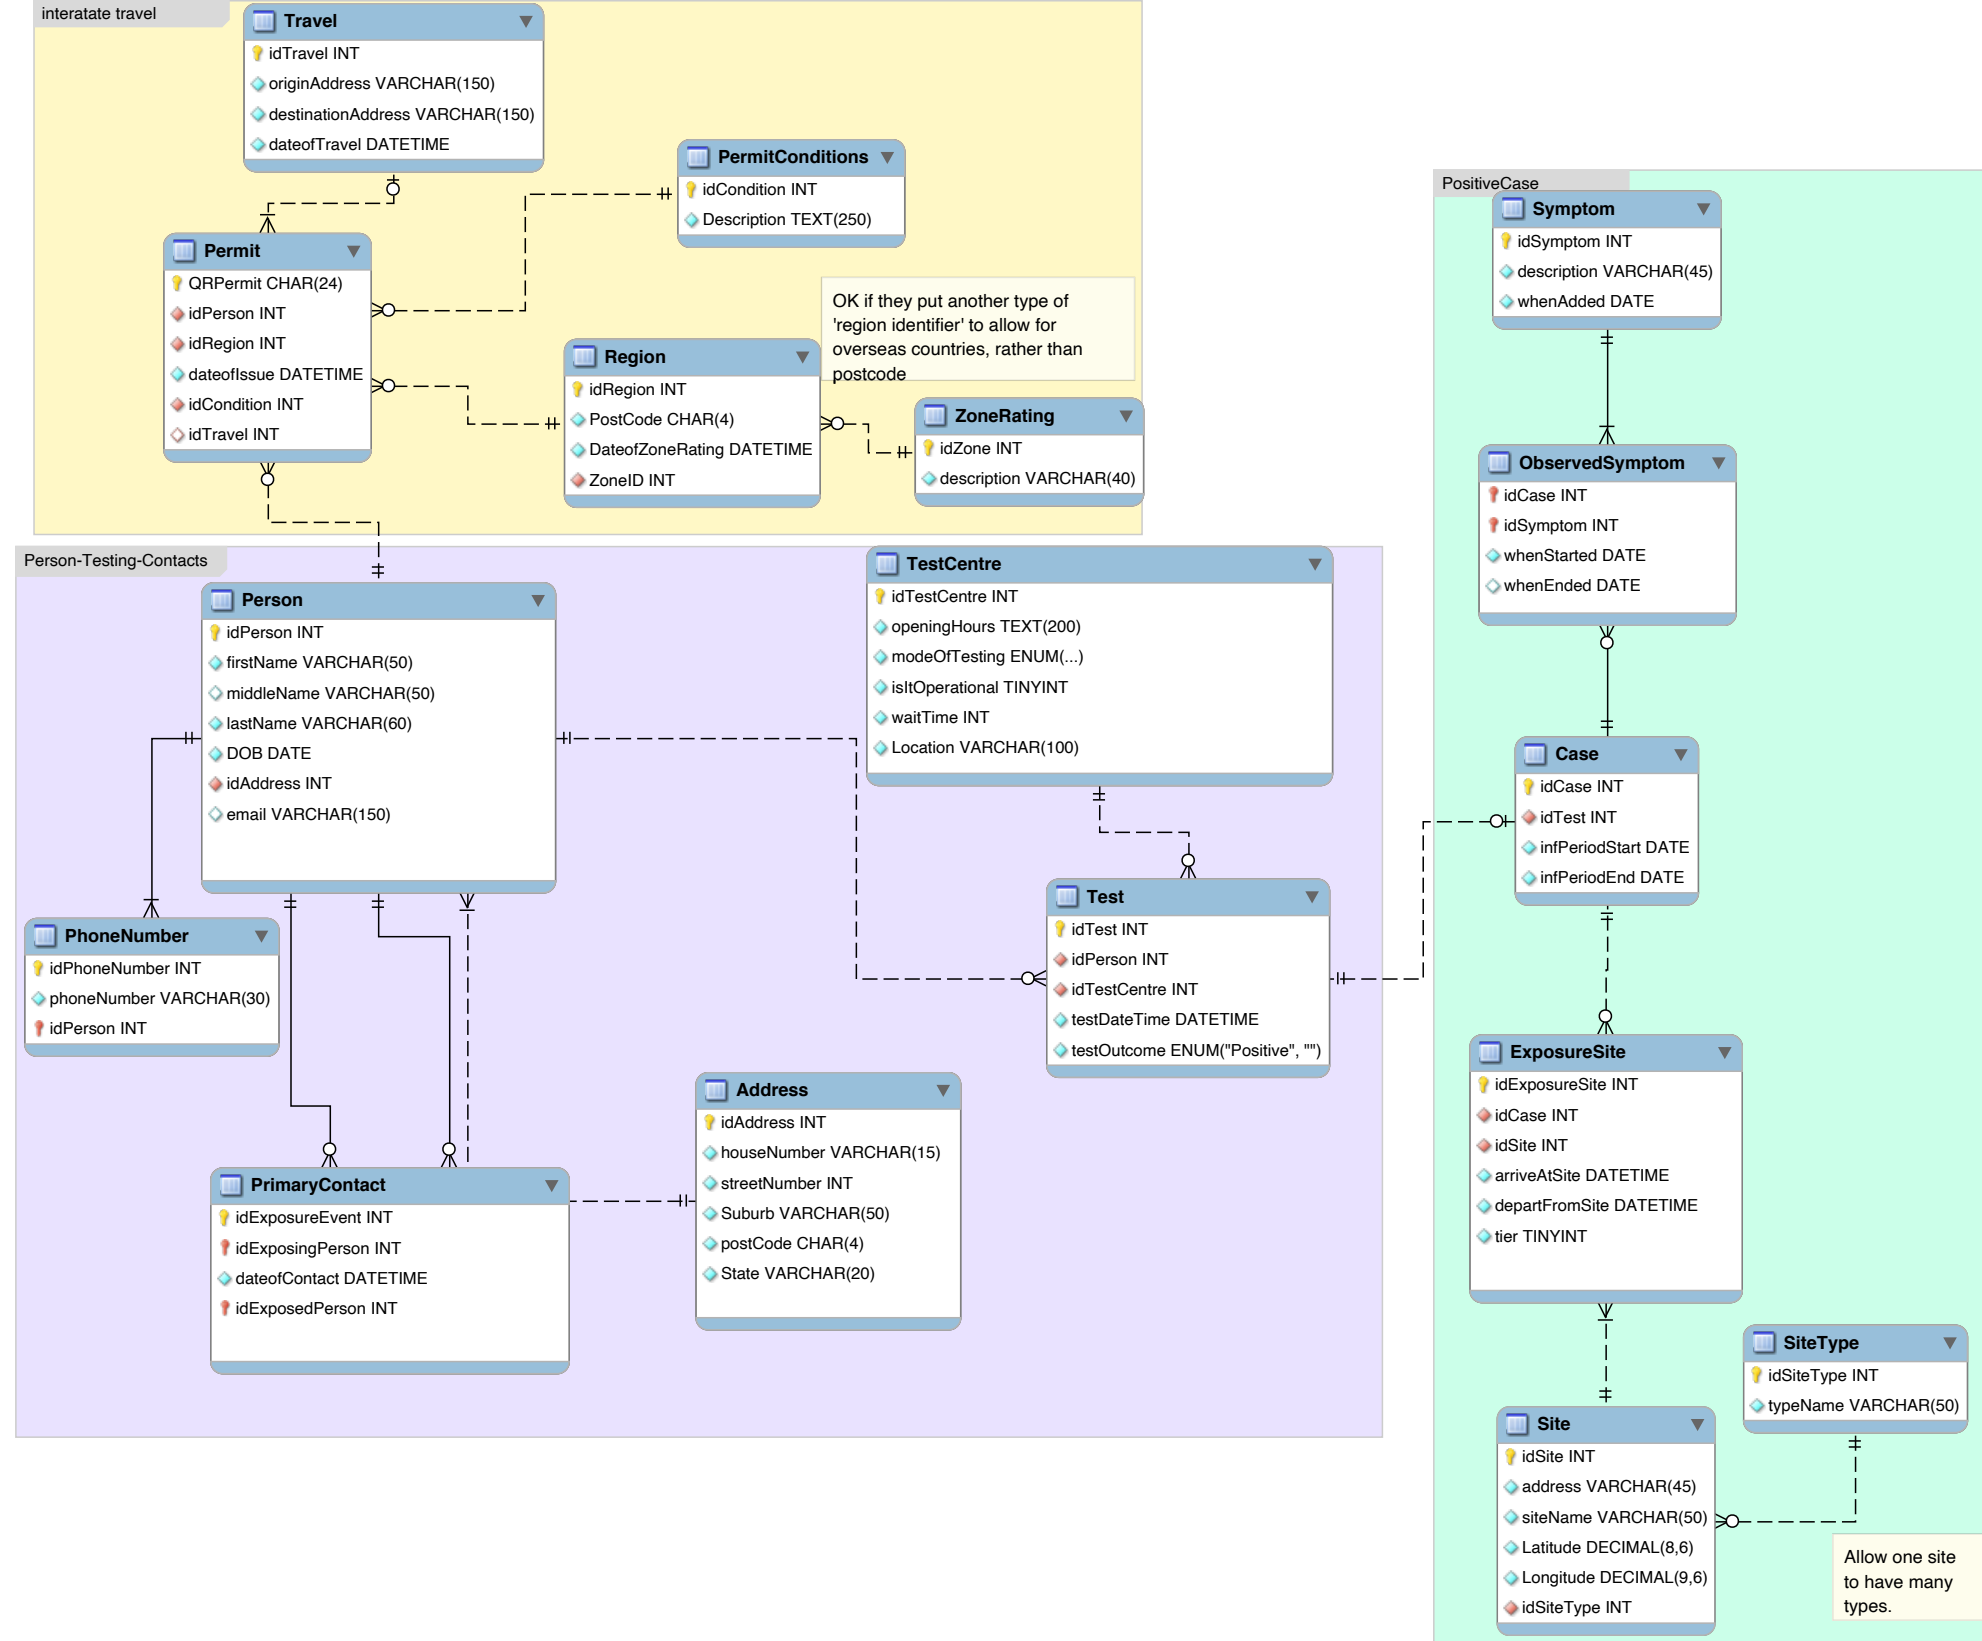 interatate travel
Travel
idTravel INT
originAddress VARCHAR(150)
destinationAddress VARCHAR(150)
dateofTravel DATETIME
PermitConditions
idCondition INT
Description TEXT(250)
Permit
QRPermit CHAR(24)
idPerson INT
idRegion INT
dateofIssue DATETIME
idCondition INT
idTravel INT
OK if they put another type of
'region identifier' to allow for
overseas countries, rather than
postcode
Region
idRegion INT
PostCode CHAR(4)
DateofZoneRating DATETIME
ZoneID INT
ZoneRating
idZone INT
description VARCHAR(40)
Person-Testing-Contacts
Person
idPerson INT
firstName VARCHAR(50)
middleName VARCHAR(50)
lastName VARCHAR(60)
DOB DATE
idAddress INT
email VARCHAR(150)
TestCentre
idTestCentre INT
openingHours TEXT(200)
modeOfTesting ENUM(...)
isItOperational TINYINT
waitTime INT
Location VARCHAR(100)
PhoneNumber
idPhoneNumber INT
phoneNumber VARCHAR(30)
idPerson INT
Test
idTest INT
idPerson INT
idTestCentre INT
testDateTime DATETIME
testOutcome ENUM("Positive", "")
Address
idAddress INT
houseNumber VARCHAR(15)
streetNumber INT
Suburb VARCHAR(50)
postCode CHAR(4)
State VARCHAR(20)
PrimaryContact
idExposureEvent INT
idExposingPerson INT
dateofContact DATETIME
idExposedPerson INT
PositiveCase
Symptom
idSymptom INT
description VARCHAR(45)
whenAdded DATE
ObservedSymptom
idCase INT
idSymptom INT
whenStarted DATE
whenEnded DATE
Case
idCase INT
idTest INT
infPeriodStart DATE
infPeriodEnd DATE
ExposureSite
idExposureSite INT
idCase INT
idSite INT
arriveAtSite DATETIME
departFromSite DATETIME
tier TINYINT
SiteType
idSiteType INT
typeName VARCHAR(50)
Site
idSite INT
address VARCHAR(45)
siteName VARCHAR(50)
Latitude DECIMAL(8,6)
Longitude DECIMAL(9,6)
idSiteType INT
Allow one site
to have many
types.